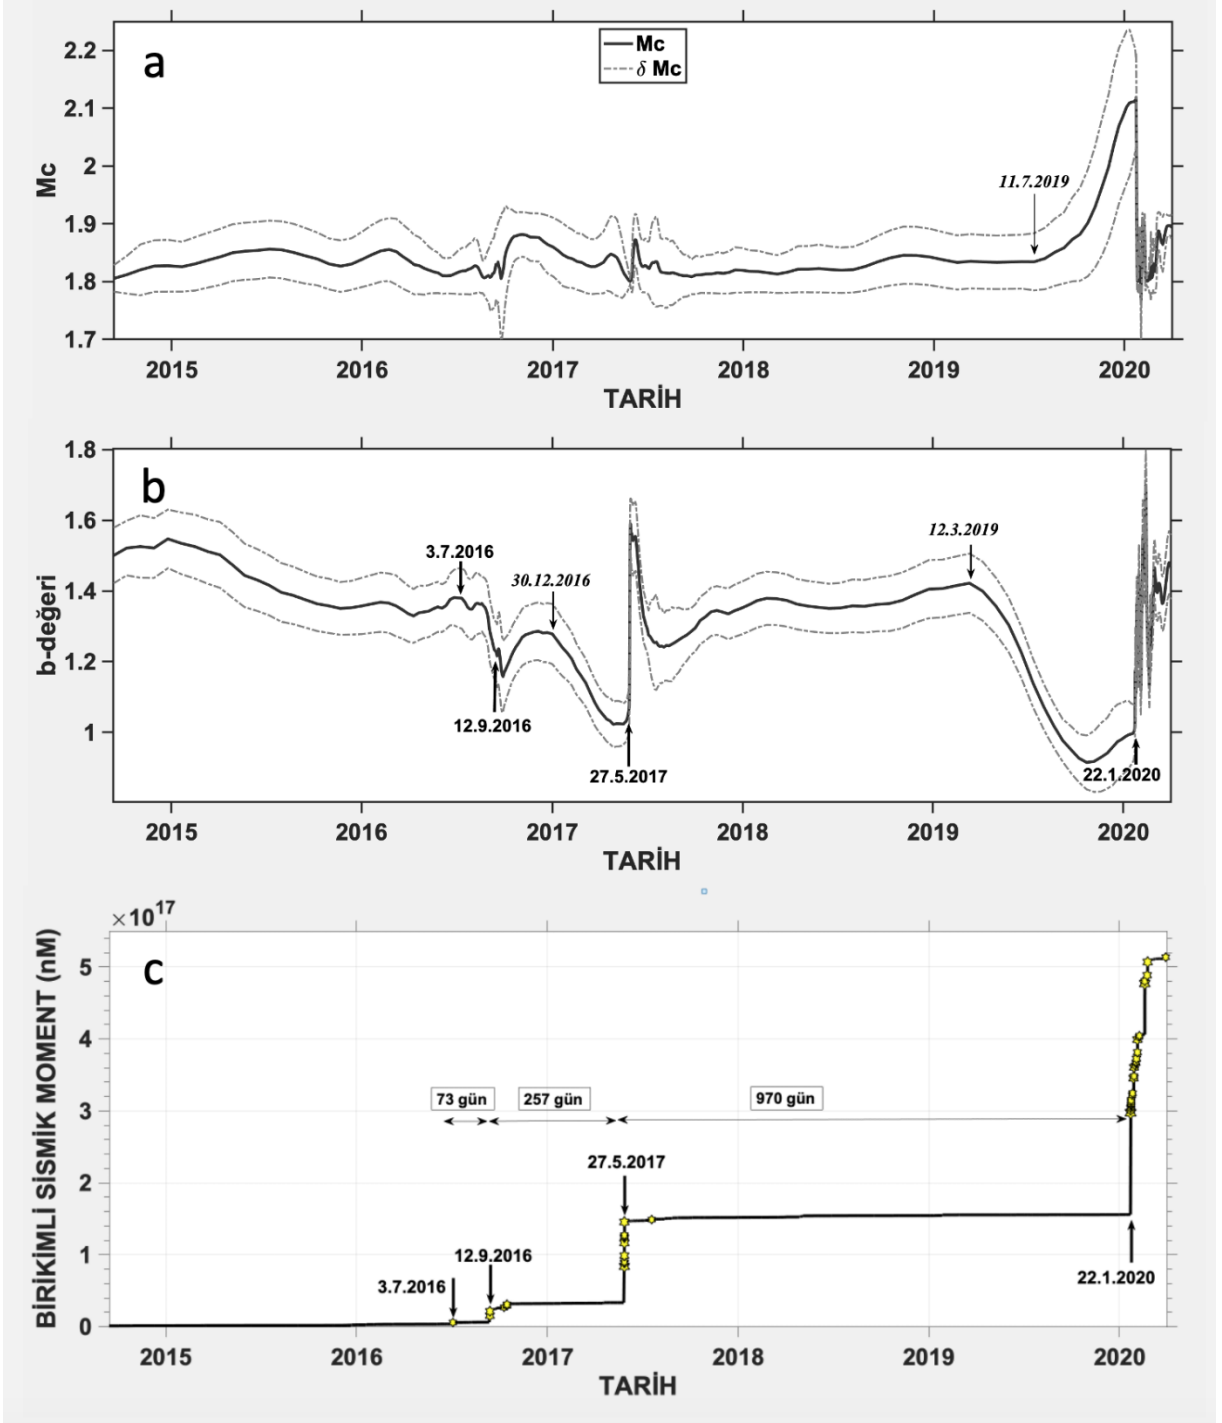 a
Mc
δ Mc
2.2
2.1
2
1.9
1.8
1.7
Mc
11.7.2019
2015 2016 2017 2018 2019 2020
TARİH
b
1.8
1.6
1.4
1.2
1
b-değeri
3.7.2016
30.12.2016
12.9.2016
27.5.2017
12.3.2019
22.1.2020
2015 2016 2017 2018 2019 2020
TARİH
×10^17
c
5
4
3
2
1
0
BİRİKİMLİ SİSMİK MOMENT (nM)
73 gün 257 gün 970 gün
27.5.2017
12.9.2016
3.7.2016
22.1.2020
2015 2016 2017 2018 2019 2020
TARİH